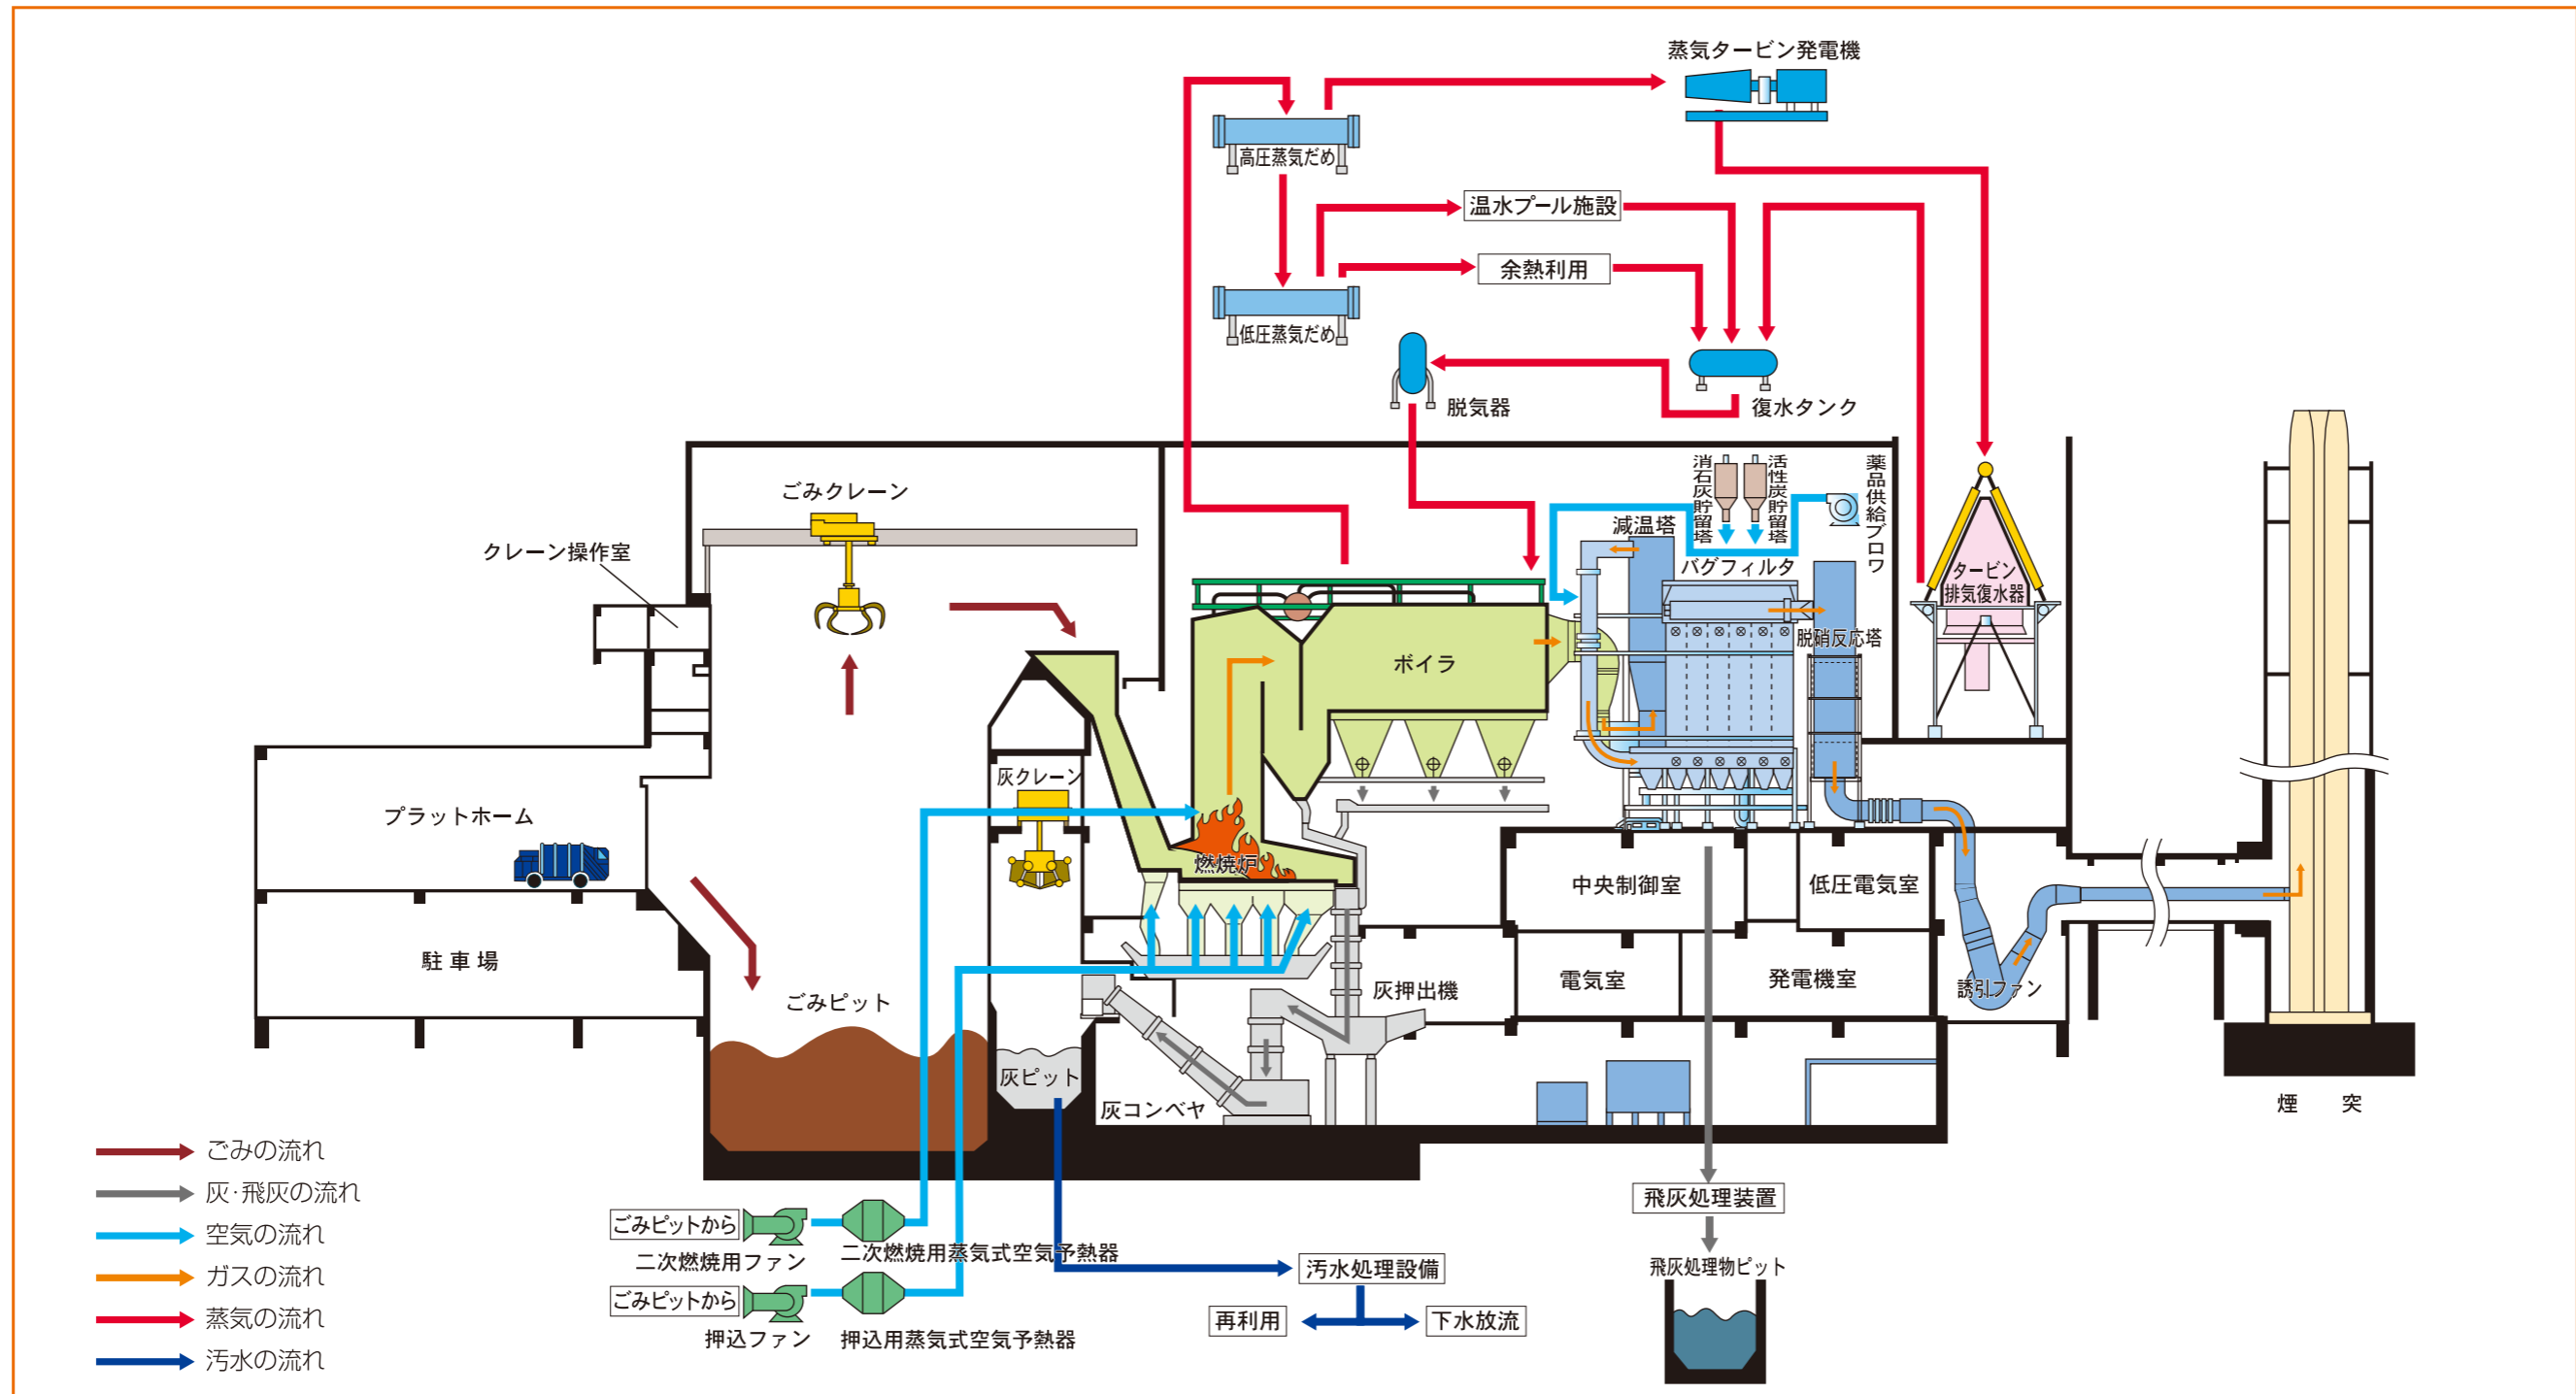 蒸気タービン発電機
高圧蒸気だめ
温水プール施設
余熱利用
低圧蒸気だめ
脱気器
復水タンク
ごみクレーン
クレーン操作室
消石灰貯留塔
活性炭貯留塔
薬品供給ブロワ
減温塔
バグフィルタ
タービン
排気復水器
脱硝反応塔
ボイラ
灰クレーン
プラットホーム
燃焼炉
中央制御室
低圧電気室
駐車場
ごみピット
灰押出機
電気室
発電機室
誘引ファン
灰ピット
灰コンベヤ
煙突
ごみの流れ
灰・飛灰の流れ
空気の流れ
ガスの流れ
蒸気の流れ
汚水の流れ
ごみピットから
二次燃焼用ファン
二次燃焼用蒸気式空気予熱器
ごみピットから
押込ファン
押込用蒸気式空気予熱器
汚水処理設備
再利用
下水放流
飛灰処理装置
飛灰処理物ピット